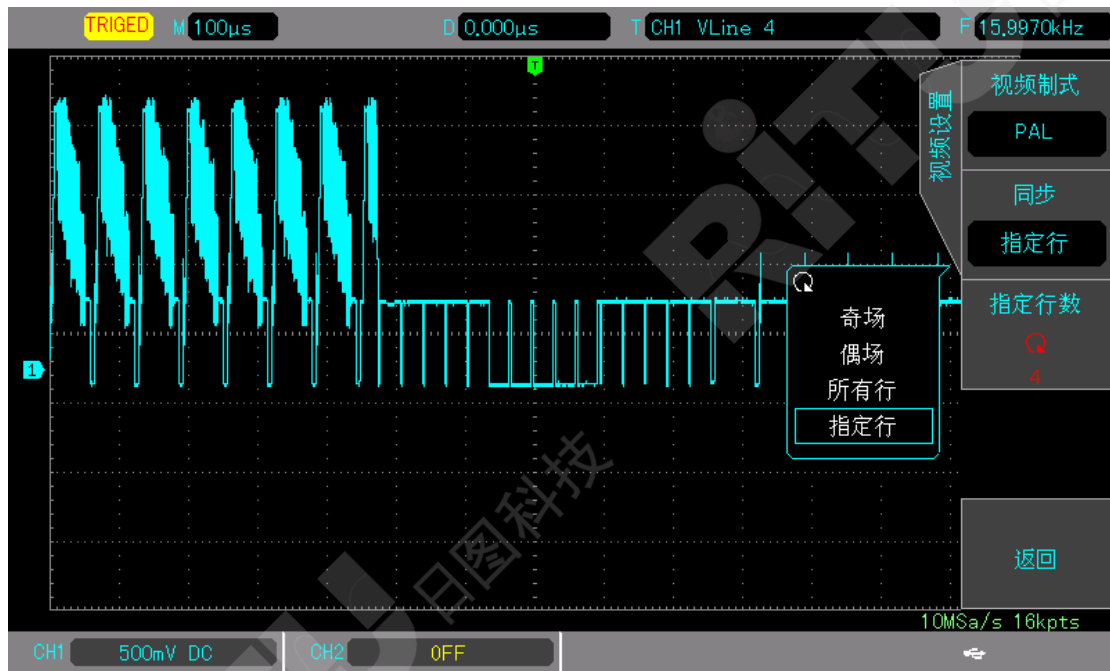 TRIGED M 100μs D 0.000μs T CH1 VLine 4 F 15.9970kHz
T
视频设置
视频制式
PAL
同步
指定行
指定行数
4
奇场
偶场
所有行
指定行
1
返回
10MSa/s 16kpts
CH1 500mV DC CH2 OFF
RiTU
日图科技